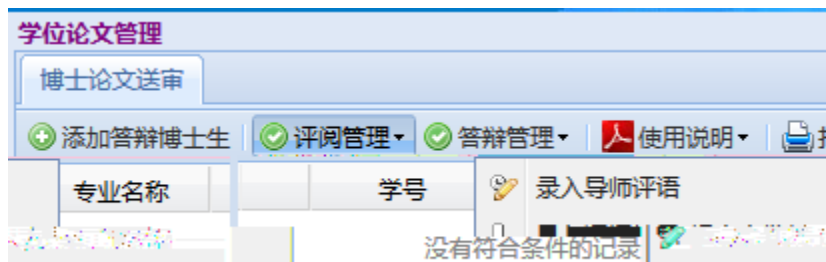 学位论文管理
博士论文送审
添加答辩博士生 评阅管理 答辩管理 使用说明
专业名称 学号 录入导师评语
没有符合条件的记录